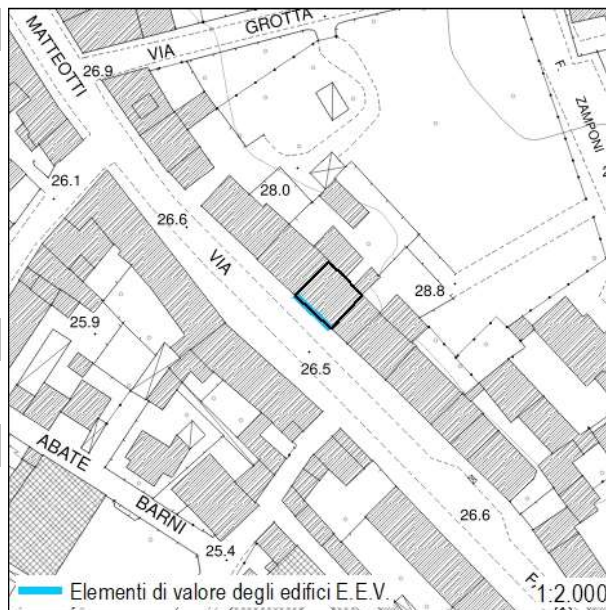 MATTEOTTI
VIA GROTTA
26.9
F.
ZAMPONI
26.1
28.0
26.6
VIA
28.8
25.9
26.5
ABATE BARNI
26.6
25.4
F.
Elementi di valore degli edifici E.E.V.
1:2.000